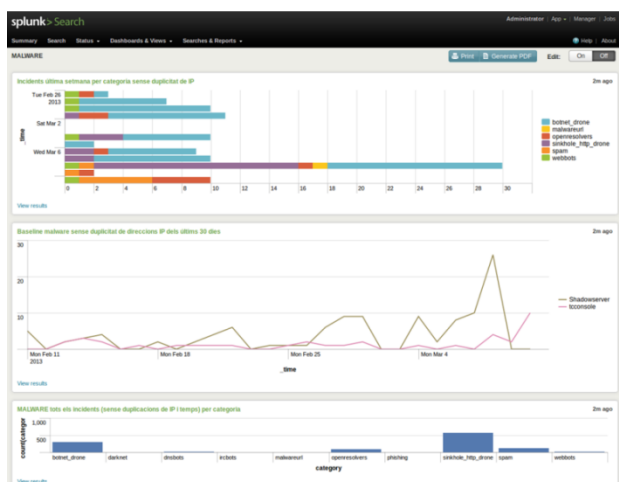 splunk> Search
Administrator | App | Manager | Jobs
Summary Search Status Dashboards & Views Searches & Reports
Help | About
MALWARE
Print Generate PDF Edit: On Off
Incidents última setmana per categoria sense duplicitat de IP
2m ago
Tue Feb 26
2013
Sat Mar 2
Wed Mar 6
_time
botnet_drone
malwareurl
openresolvers
sinkhole_http_drone
spam
webbots
0 2 4 6 8 10 12 14 16 18 20 22 24 26 28 30
View results
Baseline malware sense duplicitat de direccions IP dels últims 30 dies
2m ago
30
20
10
Shadowserver
tcconsole
Mon Feb 11 Mon Feb 18 Mon Feb 25 Mon Mar 4
2013
_time
View results
MALWARE tots els incidents (sense duplicacions de IP i temps) per categoria
2m ago
count(categor
1,000
500
botnet_drone darknet dnsbots ircbots malwareurl openresolvers phishing sinkhole_http_drone spam webbots
category
View results